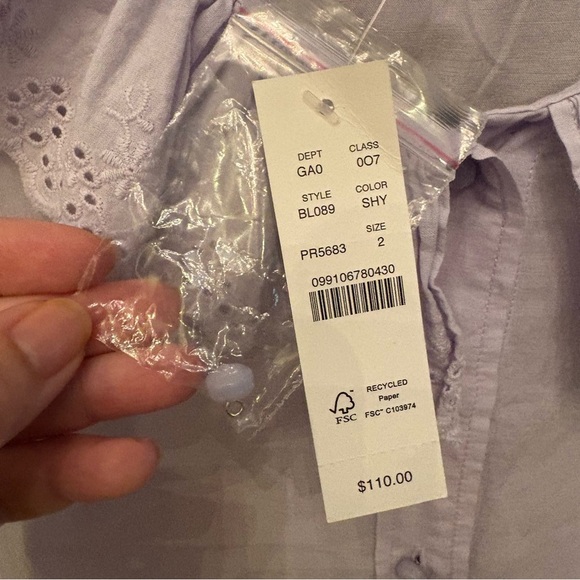 DEPT CLASS
GA0 0O7
STYLE COLOR
BL089 SHY
SIZE
PR5683 2
099106780430
RECYCLED
Paper
FSC™ C103974
FSC
$110.00